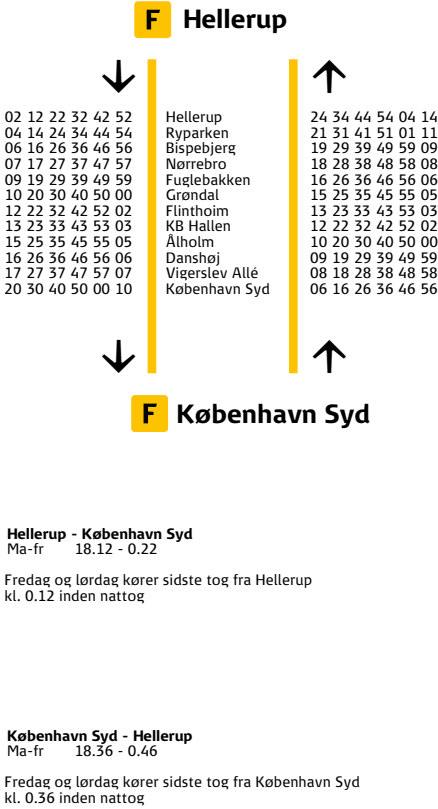 F Hellerup
02 12 22 32 42 52 Hellerup 24 34 44 54 04 14
04 14 24 34 44 54 Ryparken 21 31 41 51 01 11
06 16 26 36 46 56 Bispebjerg 19 29 39 49 59 09
07 17 27 37 47 57 Nørrebro 18 28 38 48 58 08
09 19 29 39 49 59 Fuglebakken 16 26 36 46 56 06
10 20 30 40 50 00 Grøndal 15 25 35 45 55 05
12 22 32 42 52 02 Flinthoim 13 23 33 43 53 03
13 23 33 43 53 03 KB Hallen 12 22 32 42 52 02
15 25 35 45 55 05 Ålholm 10 20 30 40 50 00
16 26 36 46 56 06 Danshøj 09 19 29 39 49 59
17 27 37 47 57 07 Vigerslev Allé 08 18 28 38 48 58
20 30 40 50 00 10 København Syd 06 16 26 36 46 56
F København Syd
Hellerup - København Syd
Ma-fr 18.12 - 0.22
Fredag og lørdag kører sidste tog fra Hellerup
kl. 0.12 inden nattog
København Syd - Hellerup
Ma-fr 18.36 - 0.46
Fredag og lørdag kører sidste tog fra København Syd
kl. 0.36 inden nattog